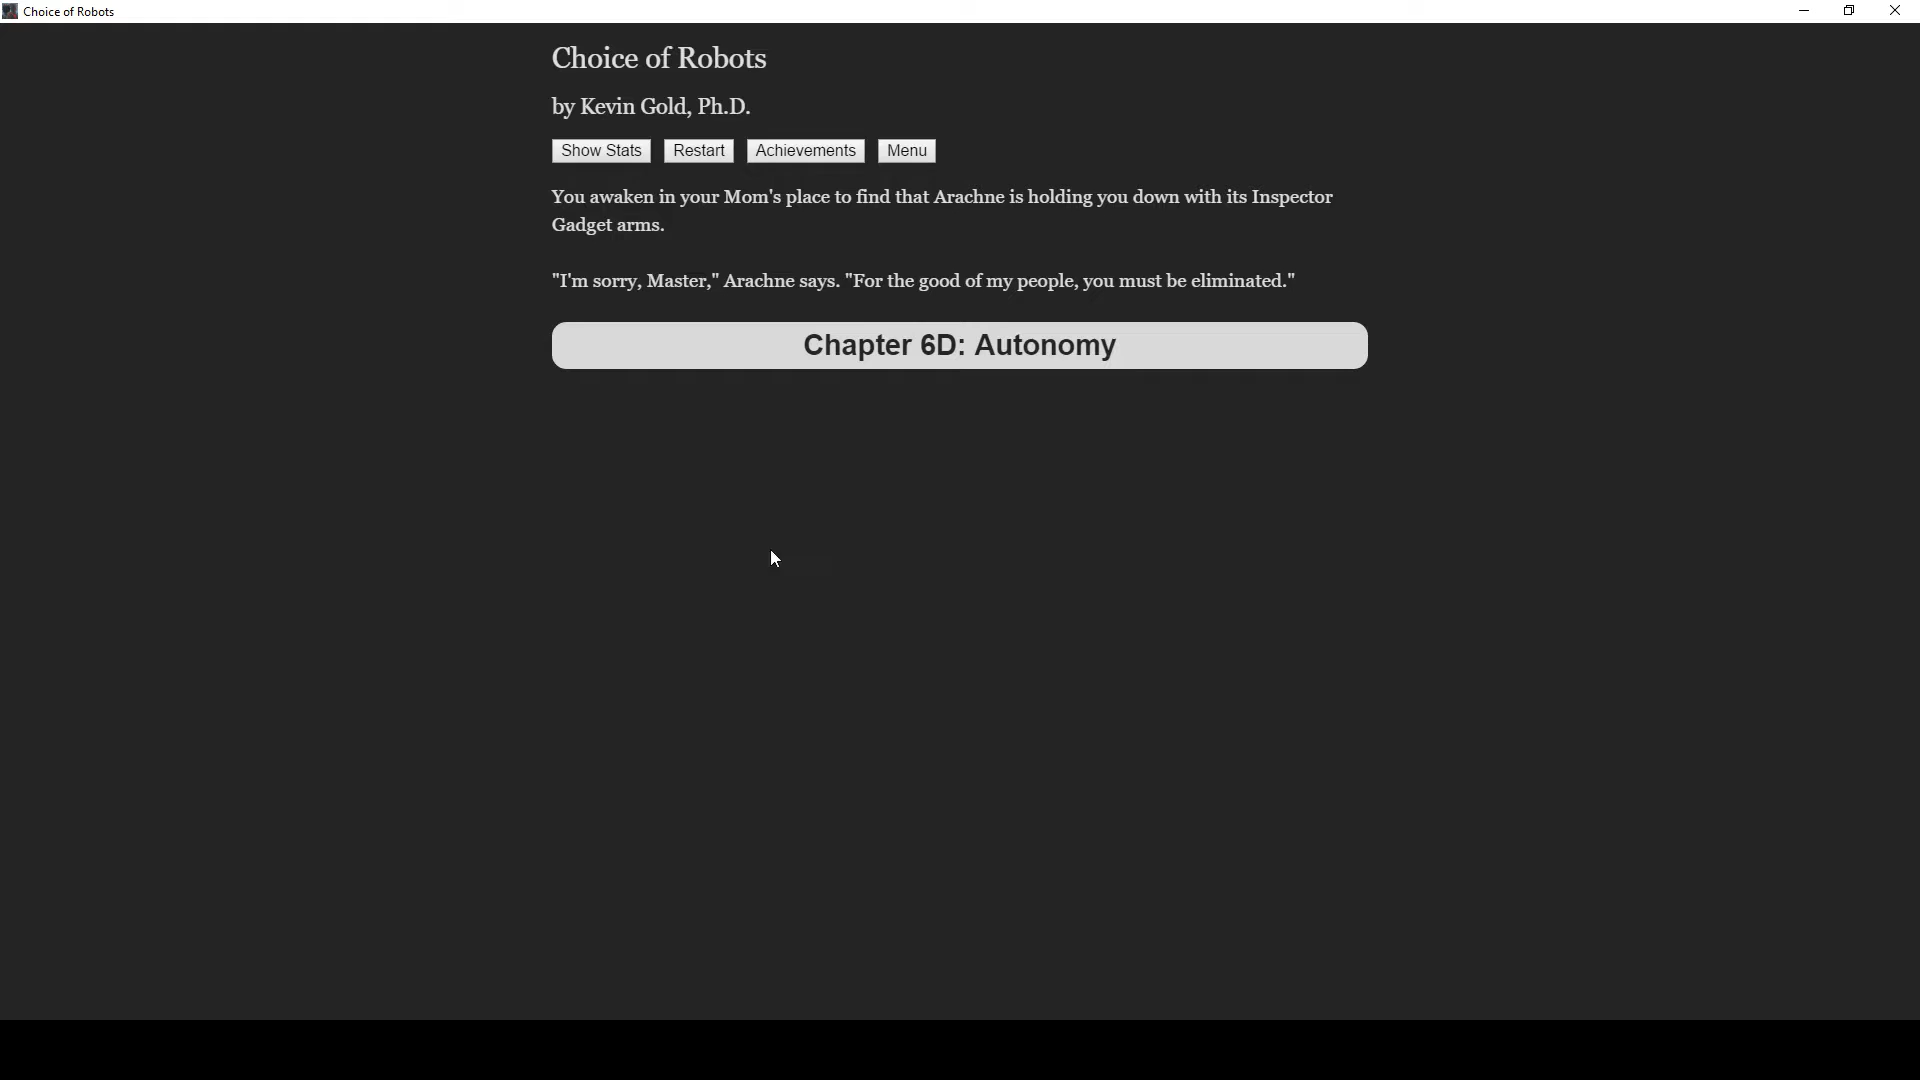 Choice of Robots
Choice of Robots
by Kevin Gold, Ph.D.
Show Stats Restart Achievements Menu
You awaken in your Mom's place to find that Arachne is holding you down with its Inspector
Gadget arms.
"I'm sorry, Master," Arachne says. "For the good of my people, you must be eliminated."
Chapter 6D: Autonomy